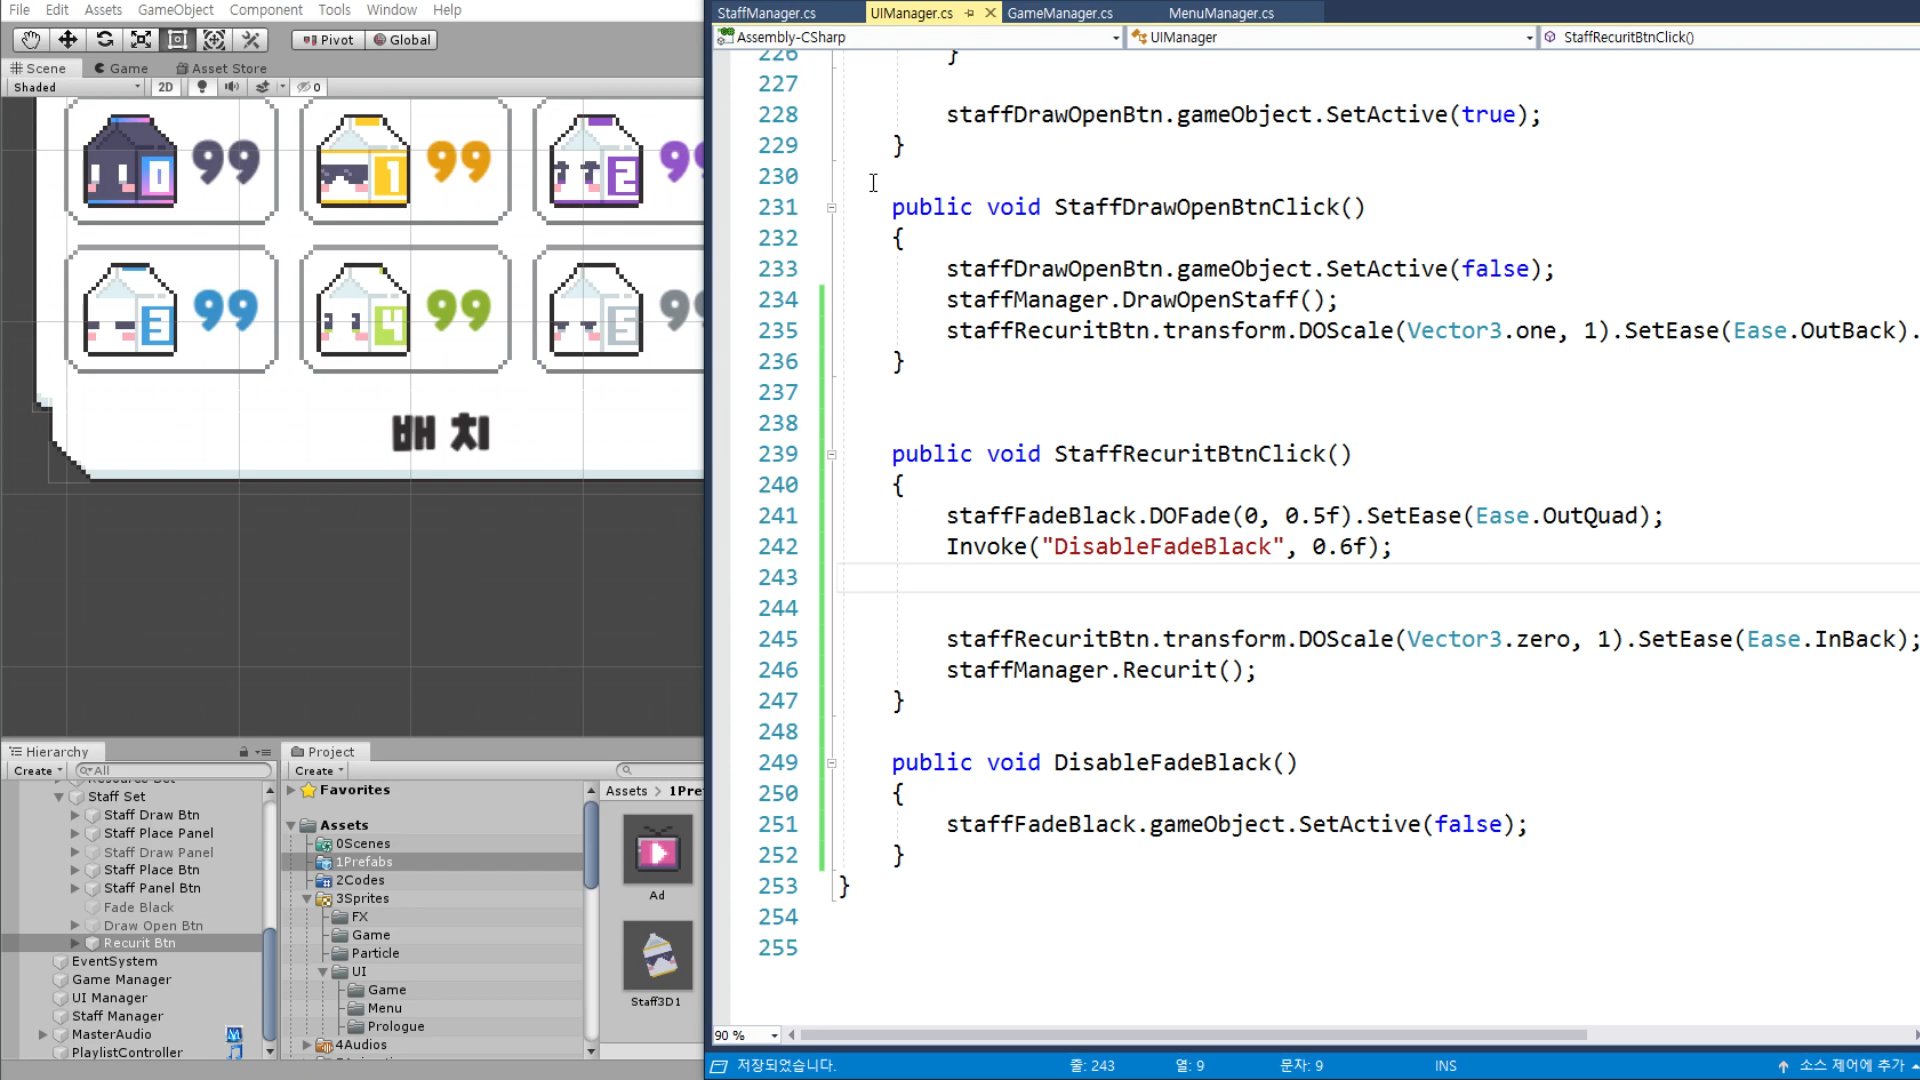 File Edit Assets GameObject Component Tools Window Help
Pivot Global
Scene Game Asset Store
Shaded 2D 0
0 99 1 99 2
3 99 4 99 5
배 치
Hierarchy
Create All
Staff Set
Staff Draw Btn
Staff Place Panel
Staff Draw Panel
Staff Place Btn
Staff Panel Btn
Fade Black
Draw Open Btn
Recurit Btn
EventSystem
Game Manager
UI Manager
Staff Manager
MasterAudio
PlaylistController
Project
Create
Favorites
Assets
0Scenes
1Prefabs
2Codes
3Sprites
FX
Game
Particle
UI
Game
Menu
Prologue
4Audios
Assets > 1Pre
Ad
Staff3D1
StaffManager.cs UIManager.cs GameManager.cs MenuManager.cs
Assembly-CSharp UIManager StaffRecuritBtnClick()
226 }
227
228 staffDrawOpenBtn.gameObject.SetActive(true);
229 }
230
231 public void StaffDrawOpenBtnClick()
232 {
233 staffDrawOpenBtn.gameObject.SetActive(false);
234 staffManager.DrawOpenStaff();
235 staffRecuritBtn.transform.DOScale(Vector3.one, 1).SetEase(Ease.OutBack).
236 }
237
238
239 public void StaffRecuritBtnClick()
240 {
241 staffFadeBlack.DOFade(0, 0.5f).SetEase(Ease.OutQuad);
242 Invoke("DisableFadeBlack", 0.6f);
243
244
245 staffRecuritBtn.transform.DOScale(Vector3.zero, 1).SetEase(Ease.InBack);
246 staffManager.Recurit();
247 }
248
249 public void DisableFadeBlack()
250 {
251 staffFadeBlack.gameObject.SetActive(false);
252 }
253 }
254
255
90 %
저장되었습니다. 줄: 243 열: 9 문자: 9 INS 소스 제어에 추가